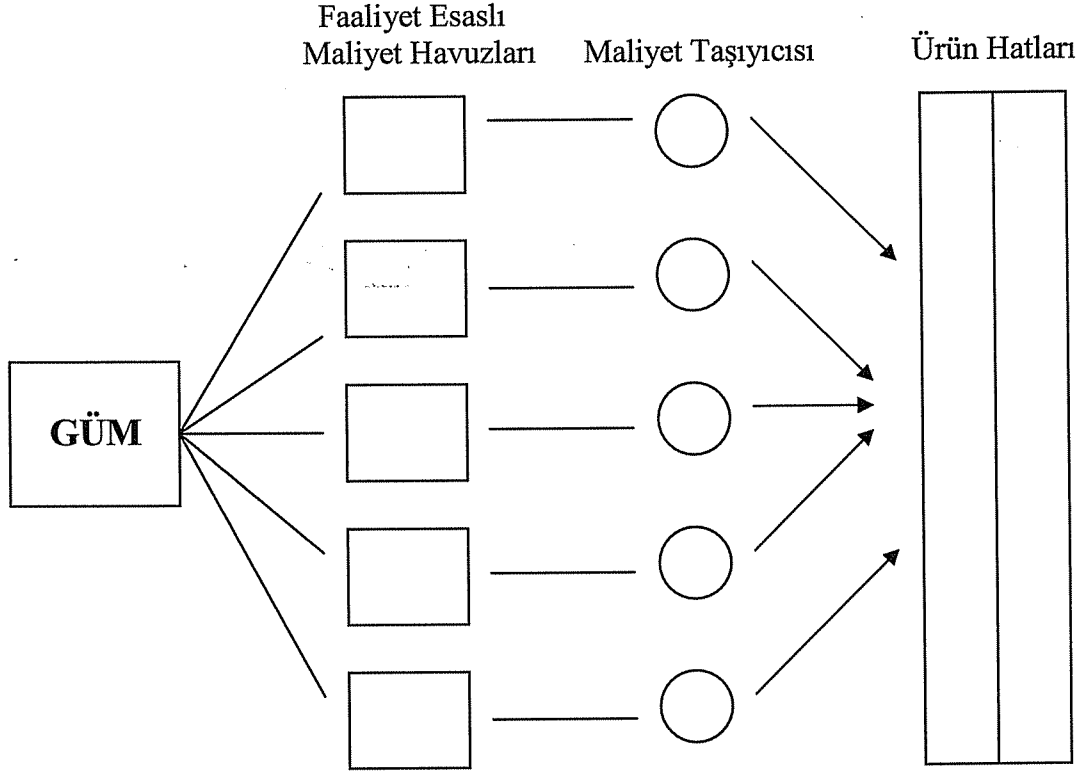 Faaliyet Esaslı
Maliyet Havuzları
Maliyet Taşıyıcısı
Ürün Hatları
GÜM